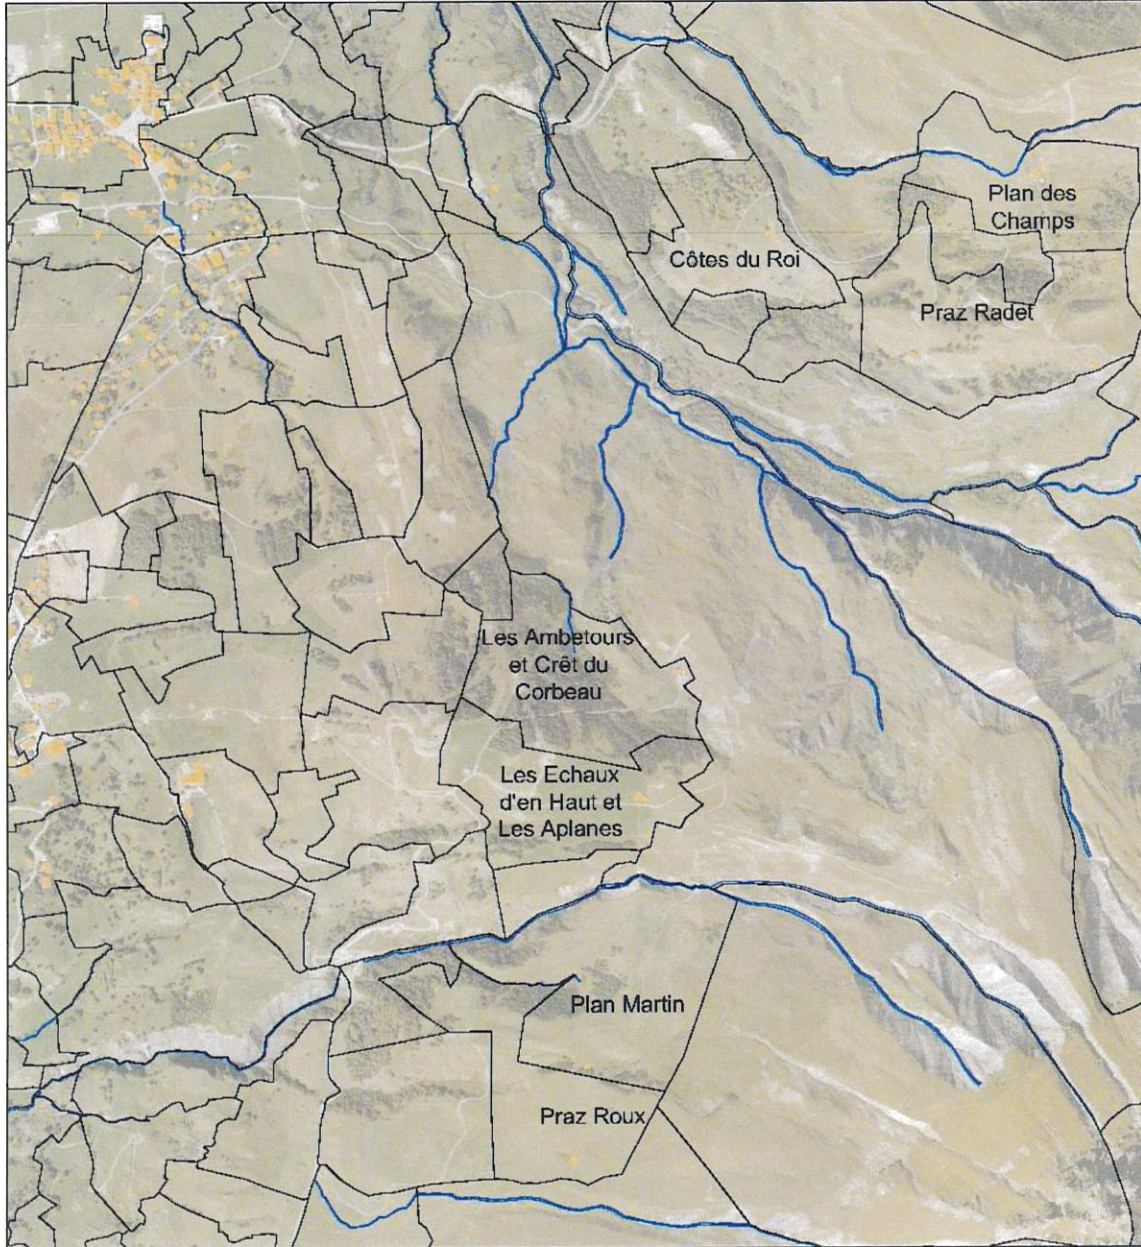 Plan des
Champs
Côtes du Roi
Praz Radet
Les Ambetours
et Crêt du
Corbeau
Les Echaux
d'en Haut et
Les Aplanes
Plan Martin
Praz Roux